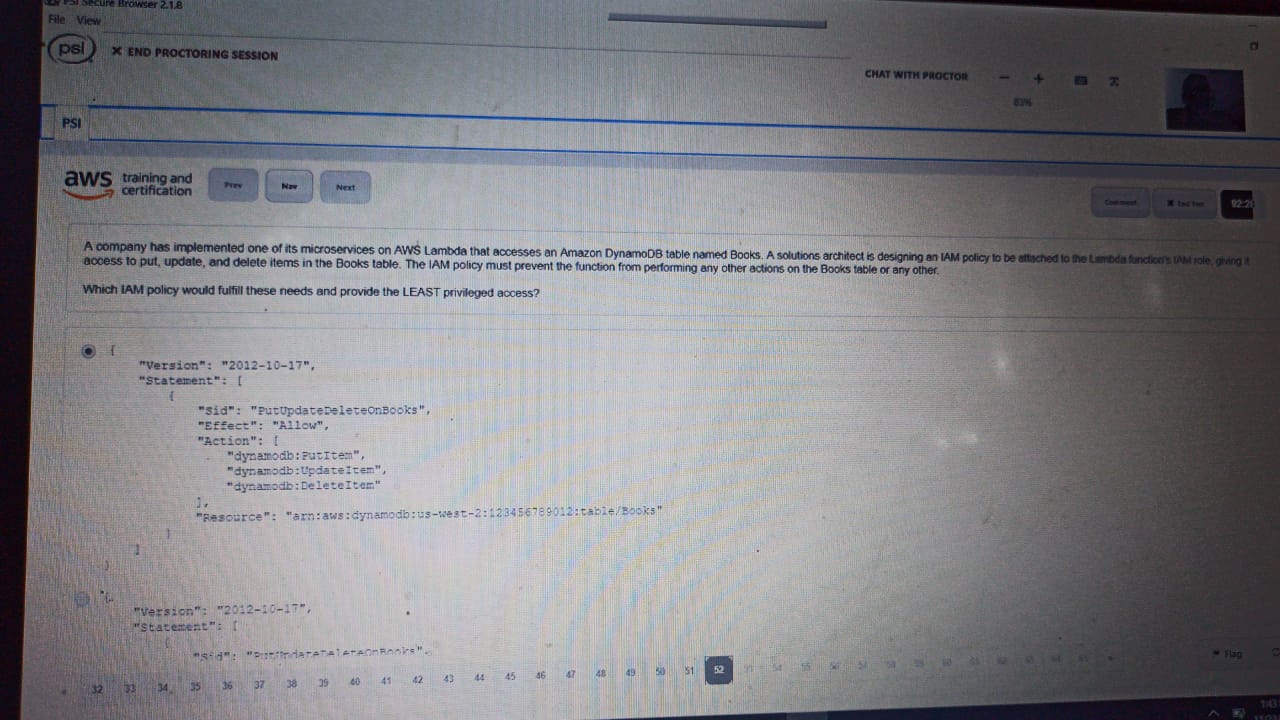 PSI Secure Browser 2.1.8
File View
psi
× END PROCTORING SESSION
CHAT WITH PROCTOR
− +
83%
PSI
aws training and
certification
Prev
Nav
Next
Comment
× End Test
A company has implemented one of its microservices on AWS Lambda that accesses an Amazon DynamoDB table named Books. A solutions architect is designing an IAM policy to be attached to the Lambda function's IAM role, giving it
access to put, update, and delete items in the Books table. The IAM policy must prevent the function from performing any other actions on the Books table or any other.
Which IAM policy would fulfill these needs and provide the LEAST privileged access?
{
"Version": "2012-10-17",
"Statement": [
{
"Sid": "PutUpdateDeleteOnBooks",
"Effect": "Allow",
"Action": [
"dynamodb:PutItem",
"dynamodb:UpdateItem",
"dynamodb:DeleteItem"
],
"Resource": "arn:aws:dynamodb:us-west-2:123456789012:table/Books"
}
]
}
{
"Version": "2012-10-17",
"Statement": [
{
"Sid": "PutUpdateDeleteOnBooks",
Flag
32 33 34 35 36 37 38 39 40 41 42 43 44 45 46 47 48 49 50 51 52